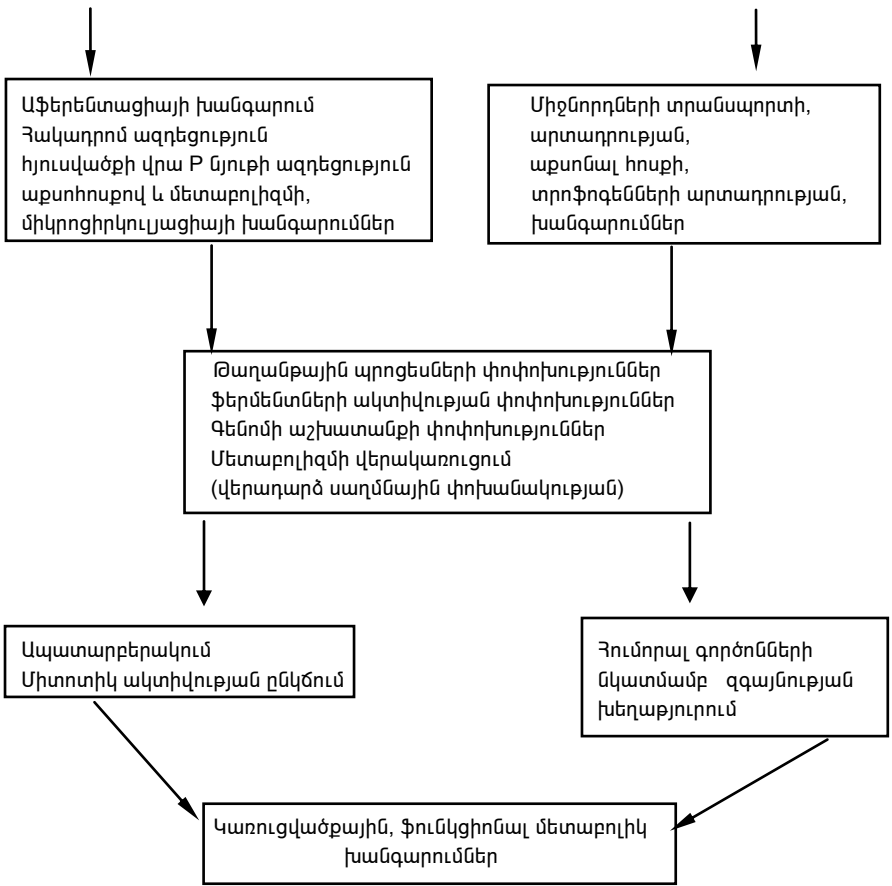 Աֆերենտացիայի խանգարում
Հակադրոմ ազդեցություն
հյուսվածքի վրա P նյութի ազդեցություն
աքսոհոսքով և մետաբոլիզմի,
միկրոցիրկուլյացիայի խանգարումներ
Միջնորդների տրանսպորտի,
արտադրության,
աքսոնալ հոսքի,
տրոֆոգենների արտադրության,
խանգարումներ
Թաղանթային պրոցեսների փոփոխություններ
ֆերմենտների ակտիվության փոփոխություններ
Գենոմի աշխատանքի փոփոխություններ
Մետաբոլիզմի վերակառուցում
(վերադարձ սաղմնային փոխանակության)
Ապատարբերակում
Միտոտիկ ակտիվության ընկճում
Հումորալ գործոնների
նկատմամբ զգայնության
խեղաթյուրում
Կառուցվածքային, ֆունկցիոնալ մետաբոլիկ
խանգարումներ